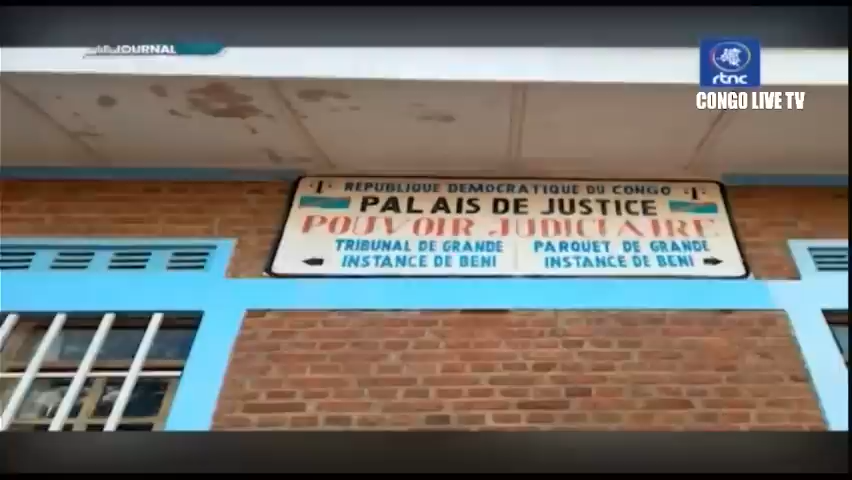 LE JOURNAL
rtnc
CONGO LIVE TV
REPUBLIQUE DEMOCRATIQUE DU CONGO
PALAIS DE JUSTICE
POUVOIR JUDICIAIRE
TRIBUNAL DE GRANDE
INSTANCE DE BENI
PARQUET DE GRANDE
INSTANCE DE BENI